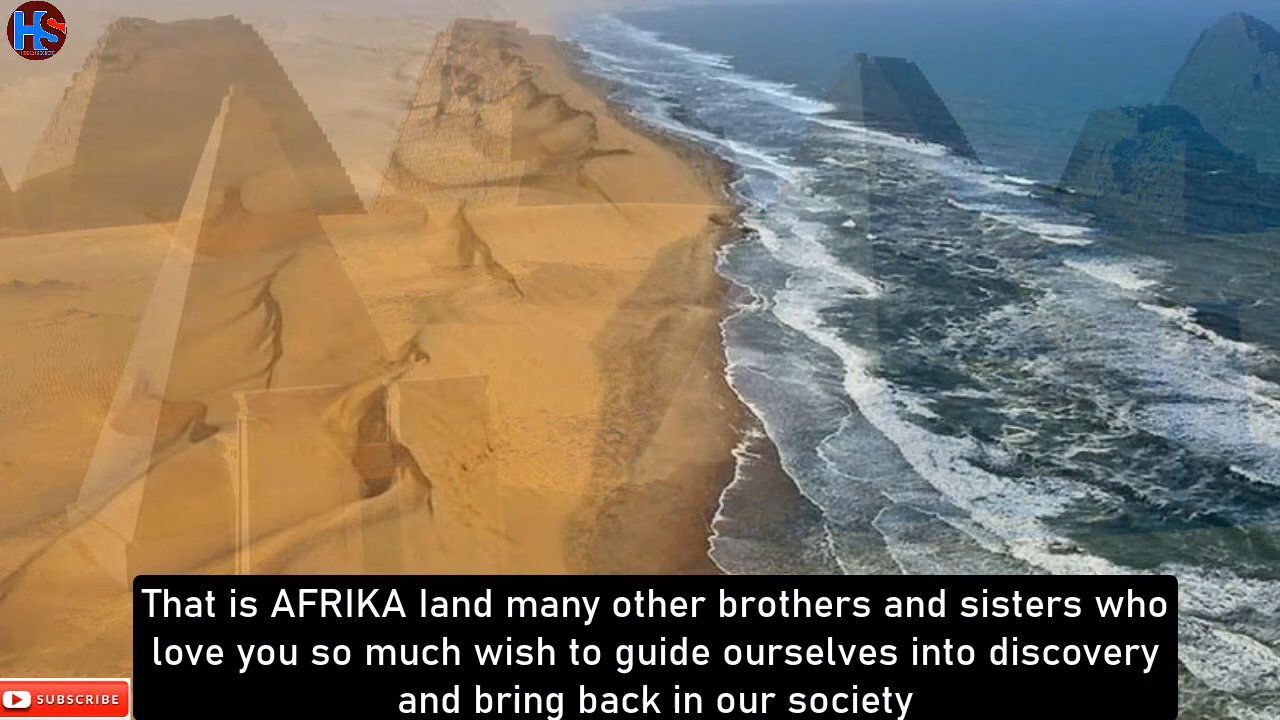 HS
That is AFRIKA land many other brothers and sisters who
love you so much wish to guide ourselves into discovery
and bring back in our society
SUBSCRIBE